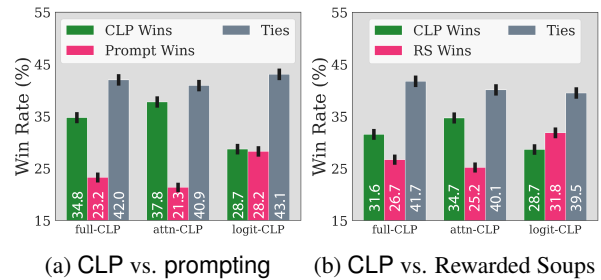 CLP Wins
Prompt Wins
Ties
Win Rate (%)
55
45
35
25
15
34.8
23.2
42.0
37.8
21.3
40.9
28.7
28.2
43.1
full-CLP
attn-CLP
logit-CLP
(a) CLP vs. prompting
CLP Wins
RS Wins
Ties
Win Rate (%)
55
45
35
25
15
31.6
26.7
41.7
34.7
25.2
40.1
28.7
31.8
39.5
full-CLP
attn-CLP
logit-CLP
(b) CLP vs. Rewarded Soups